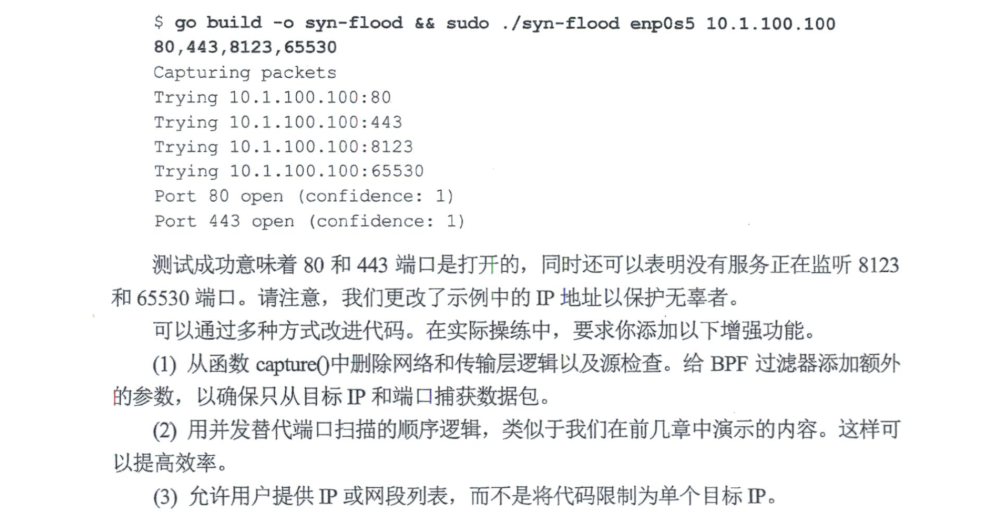 $ go build -o syn-flood && sudo ./syn-flood enp0s5 10.1.100.100
80,443,8123,65530
Capturing packets
Trying 10.1.100.100:80
Trying 10.1.100.100:443
Trying 10.1.100.100:8123
Trying 10.1.100.100:65530
Port 80 open (confidence: 1)
Port 443 open (confidence: 1)
测试成功意味着 80 和 443 端口是打开的，同时还可以表明没有服务正在监听 8123
和 65530 端口。请注意，我们更改了示例中的 IP 地址以保护无辜者。
可以通过多种方式改进代码。在实际操练中，要求你添加以下增强功能。
(1) 从函数 capture()中删除网络和传输层逻辑以及源检查。给 BPF 过滤器添加额外
的参数，以确保只从目标 IP 和端口捕获数据包。
(2) 用并发替代端口扫描的顺序逻辑，类似于我们在前几章中演示的内容。这样可
以提高效率。
(3) 允许用户提供 IP 或网段列表，而不是将代码限制为单个目标 IP。